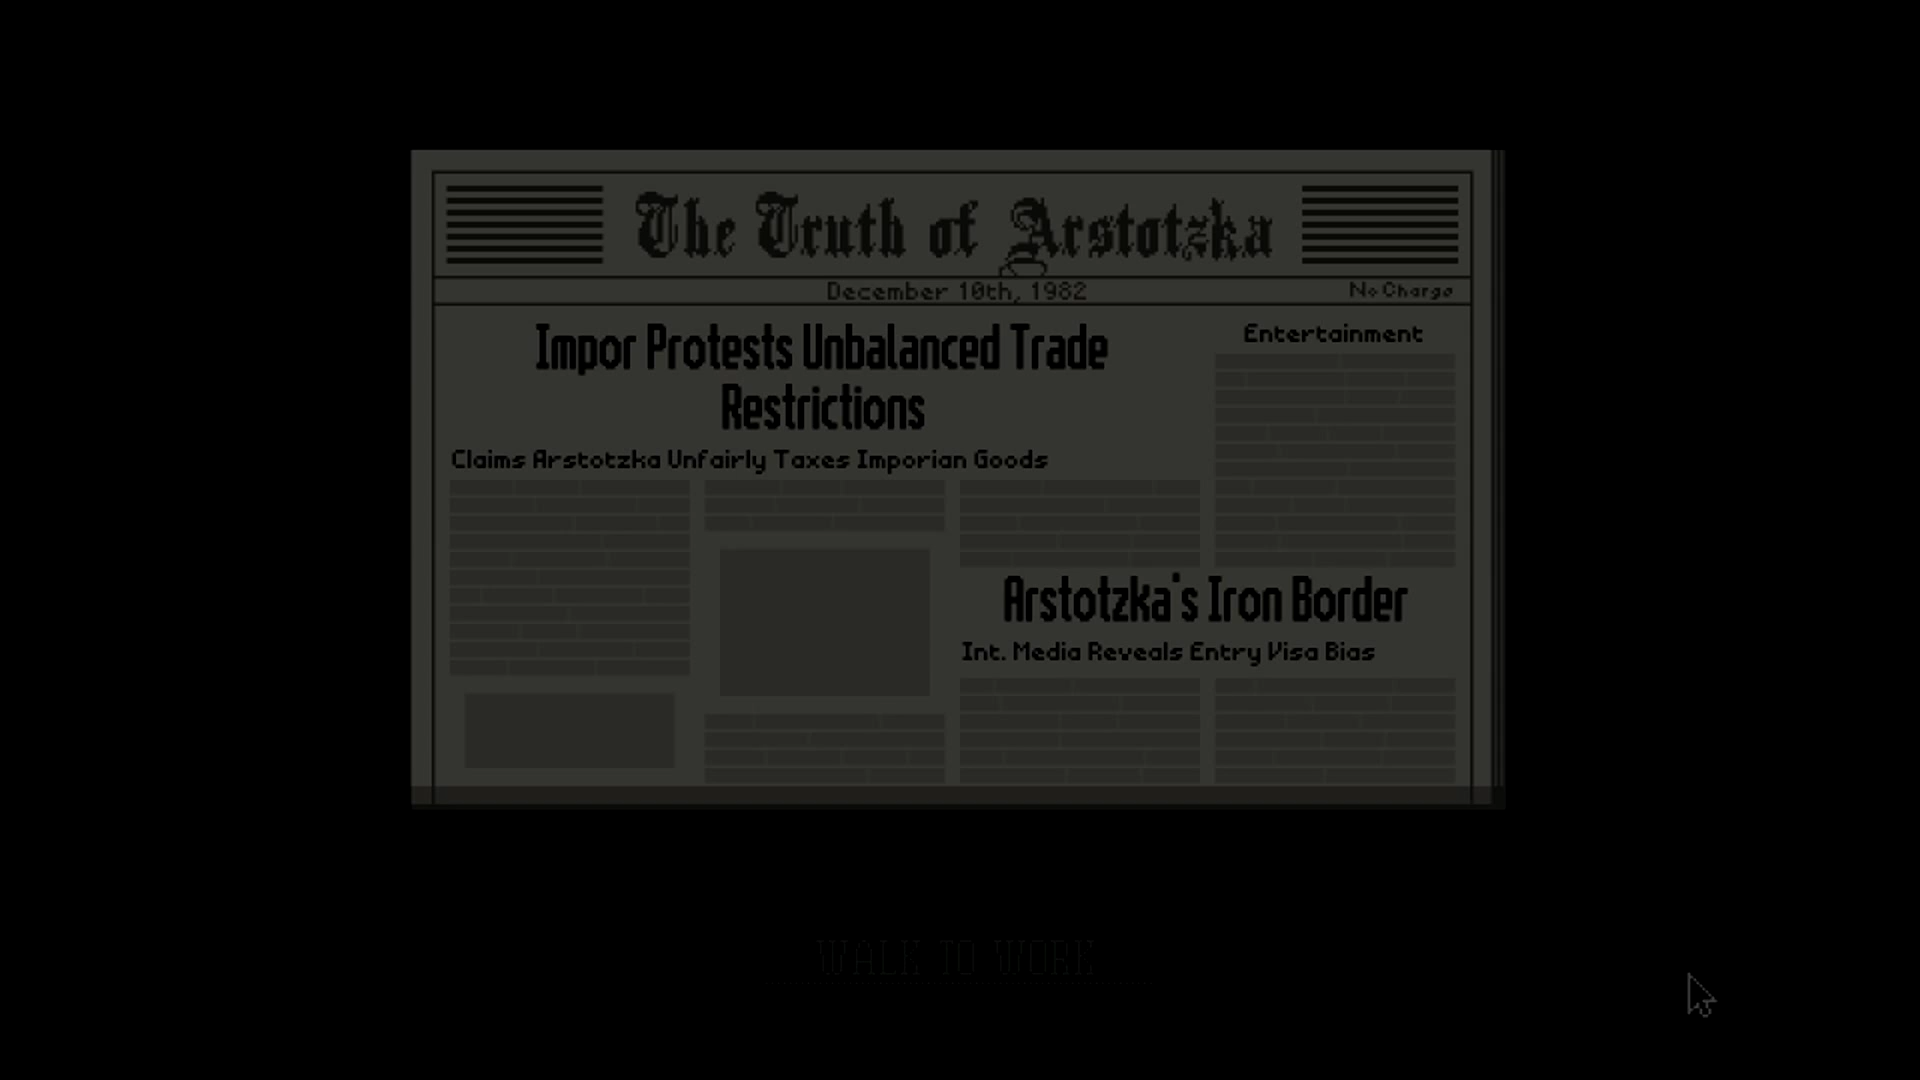 The Truth of Arstotzka
December 10th, 1982
No Charge
Impor Protests Unbalanced Trade
Restrictions
Claims Arstotzka Unfairly Taxes Imporian Goods
Entertainment
Arstotzka's Iron Border
Int. Media Reveals Entry Visa Bias
WALK TO WORK